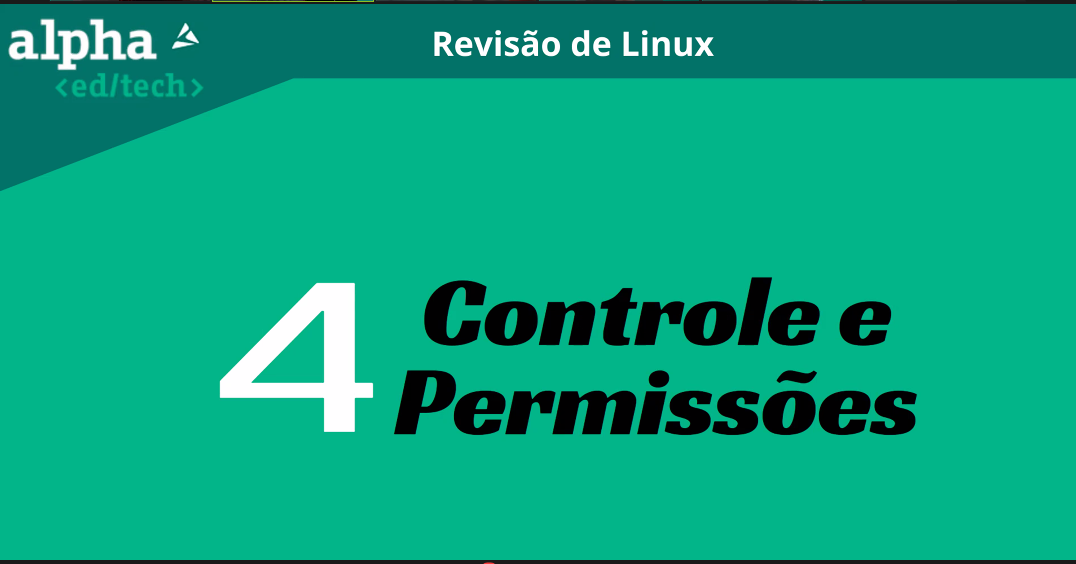 alpha
<ed/tech>
Revisão de Linux
4
Controle e
Permissões